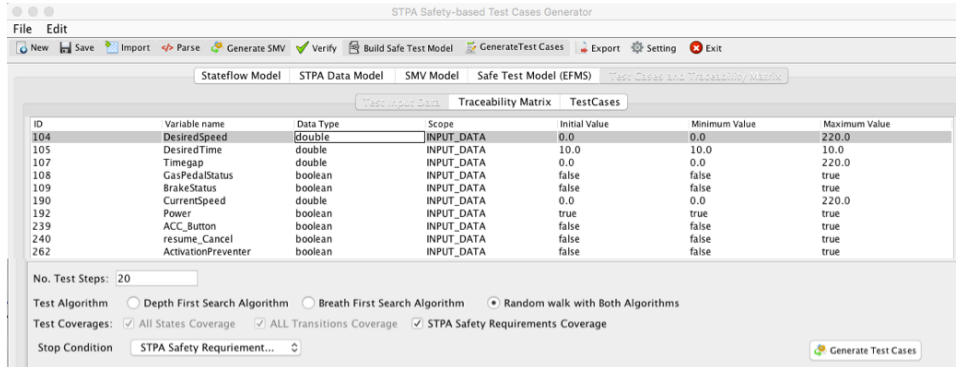 STPA Safety-based Test Cases Generator
File Edit
New Save Import Parse Generate SMV Verify Build Safe Test Model GenerateTest Cases Export Setting Exit
Stateflow Model STPA Data Model SMV Model Safe Test Model (EFMS) Test Cases and Traceability Matrix
Test Input Data Traceability Matrix TestCases
ID Variable name Data Type Scope Initial Value Minimum Value Maximum Value
104 DesiredSpeed double INPUT_DATA 0.0 0.0 220.0
105 DesiredTime double INPUT_DATA 10.0 10.0 10.0
107 Timegap double INPUT_DATA 0.0 0.0 220.0
108 GasPedalStatus boolean INPUT_DATA false false true
109 BrakeStatus boolean INPUT_DATA false false true
190 CurrentSpeed double INPUT_DATA 0.0 0.0 220.0
192 Power boolean INPUT_DATA true true true
239 ACC_Button boolean INPUT_DATA false false true
240 resume_Cancel boolean INPUT_DATA false false true
262 ActivationPreventer boolean INPUT_DATA false false true
No. Test Steps: 20
Test Algorithm Depth First Search Algorithm Breath First Search Algorithm Random walk with Both Algorithms
Test Coverages: All States Coverage ALL Transitions Coverage STPA Safety Requirements Coverage
Stop Condition STPA Safety Requriement... Generate Test Cases